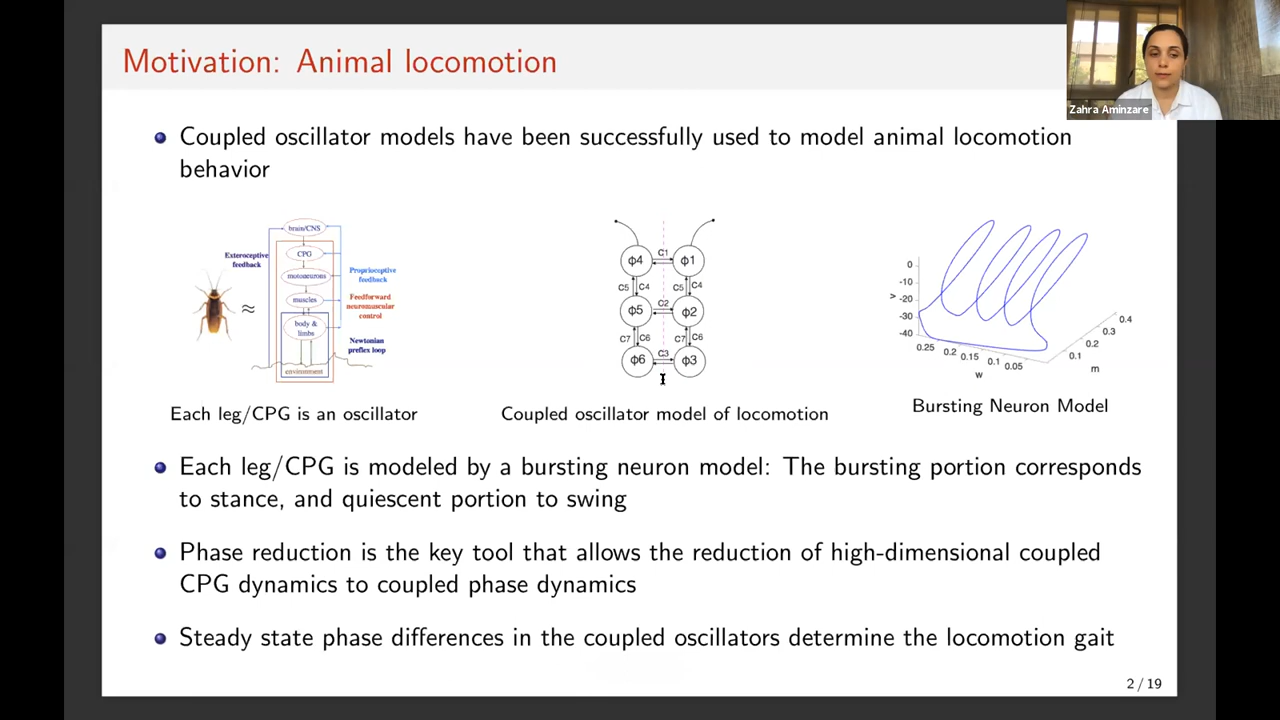 Motivation: Animal locomotion
Zahra Aminzare
Coupled oscillator models have been successfully used to model animal locomotion
behavior
≈
brain/CNS
CPG
motoneurons
muscles
body &
limbs
environment
Exteroceptive
feedback
Proprioceptive
feedback
Feedforward
neuromuscular
control
Newtonian
preflex loop
Each leg/CPG is an oscillator
ϕ4 C1 ϕ1
C5 C4 C5 C4
ϕ5 C2 ϕ2
C7 C6 C7 C6
ϕ6 C3 ϕ3
Coupled oscillator model of locomotion
0
-10
-20
-30
-40
v
0.25 0.2 0.15 0.1 0.05
w
0.1 0.2 0.3 0.4
m
Bursting Neuron Model
Each leg/CPG is modeled by a bursting neuron model: The bursting portion corresponds
to stance, and quiescent portion to swing
Phase reduction is the key tool that allows the reduction of high-dimensional coupled
CPG dynamics to coupled phase dynamics
Steady state phase differences in the coupled oscillators determine the locomotion gait
2 / 19